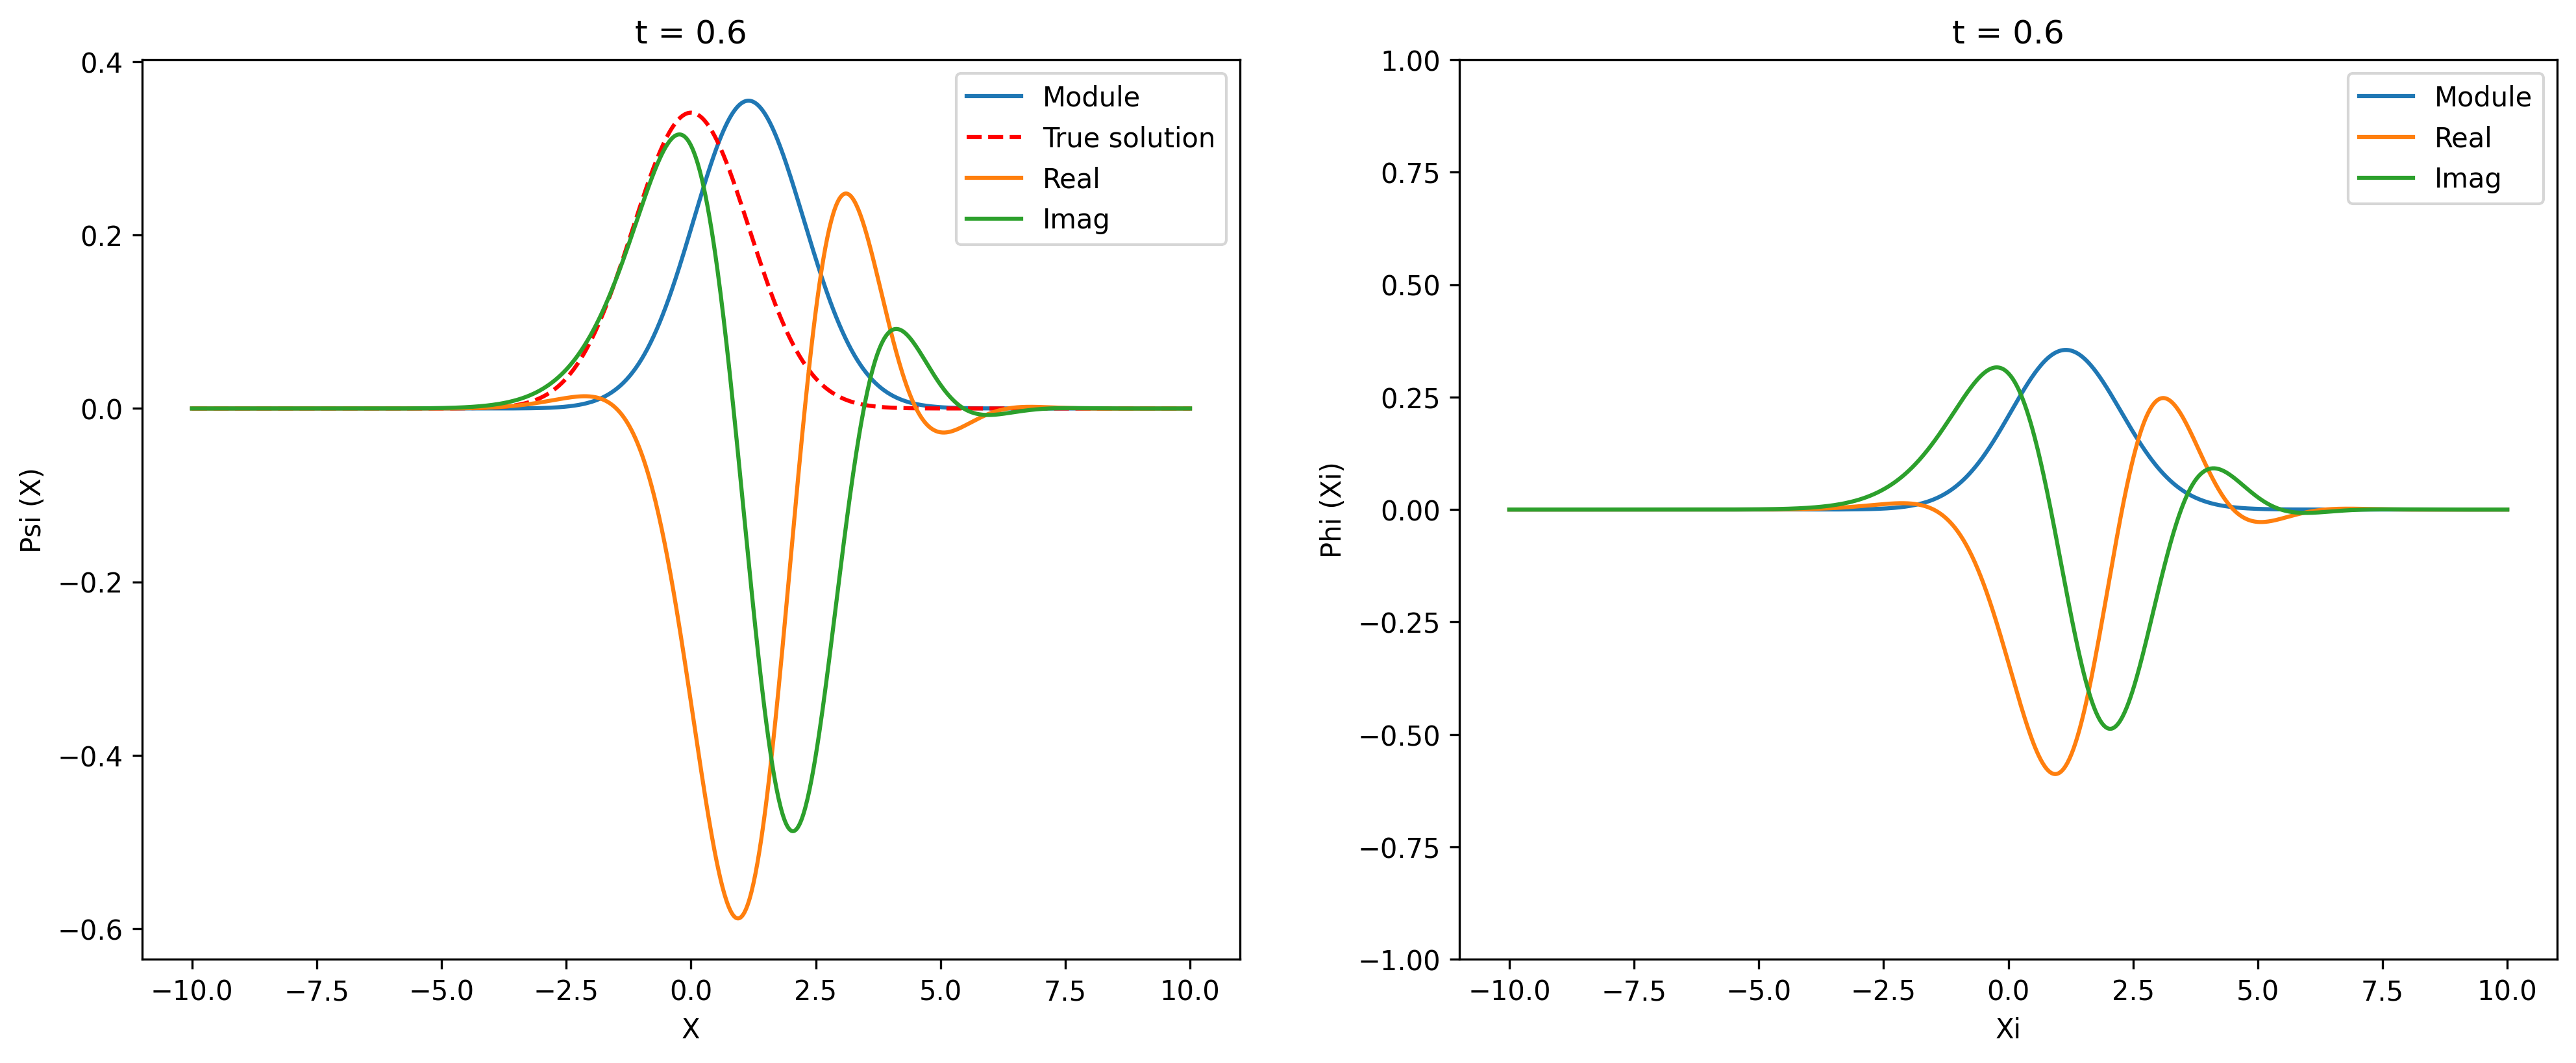 t = 0.6
0.4
0.2
0.0
−0.2
−0.4
−0.6
Psi (X)
−10.0 −7.5 −5.0 −2.5 0.0 2.5 5.0 7.5 10.0
X
Module
True solution
Real
Imag
t = 0.6
1.00
0.75
0.50
0.25
0.00
−0.25
−0.50
−0.75
−1.00
Phi (Xi)
−10.0 −7.5 −5.0 −2.5 0.0 2.5 5.0 7.5 10.0
Xi
Module
Real
Imag